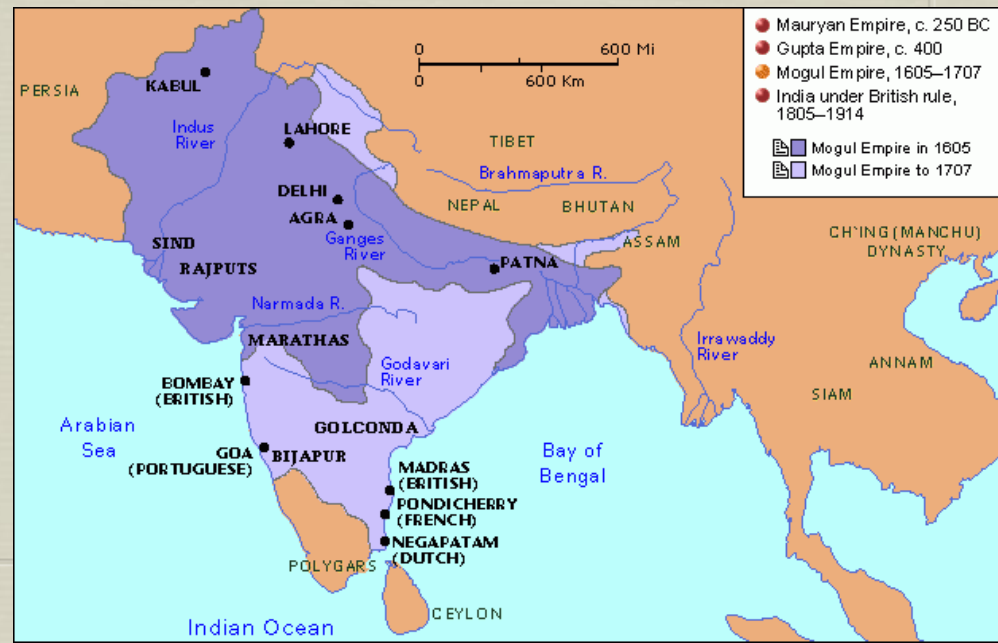 Mauryan Empire, c. 250 BC
Gupta Empire, c. 400
Mogul Empire, 1605–1707
India under British rule,
1805–1914
Mogul Empire in 1605
Mogul Empire to 1707
0 600 Mi
0 600 Km
PERSIA
KABUL
Indus
River
LAHORE
TIBET
Brahmaputra R.
DELHI
NEPAL
BHUTAN
AGRA
Ganges
River
ASSAM
CH'ING (MANCHU)
DYNASTY
SIND
RAJPUTS
PATNA
Narmada R.
MARATHAS
Irrawaddy
River
Godavari
River
ANNAM
BOMBAY
(BRITISH)
SIAM
Arabian
Sea
GOLCONDA
GOA
(PORTUGUESE)
BIJAPUR
Bay of
Bengal
MADRAS
(BRITISH)
PONDICHERRY
(FRENCH)
NEGAPATAM
(DUTCH)
POLYGARS
CEYLON
Indian Ocean